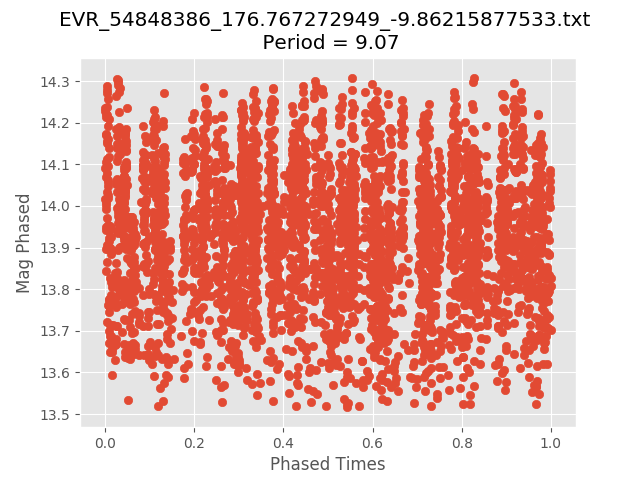 EVR_54848386_176.767272949_-9.86215877533.txt
Period = 9.07
Mag Phased
14.3
14.2
14.1
14.0
13.9
13.8
13.7
13.6
13.5
0.0 0.2 0.4 0.6 0.8 1.0
Phased Times